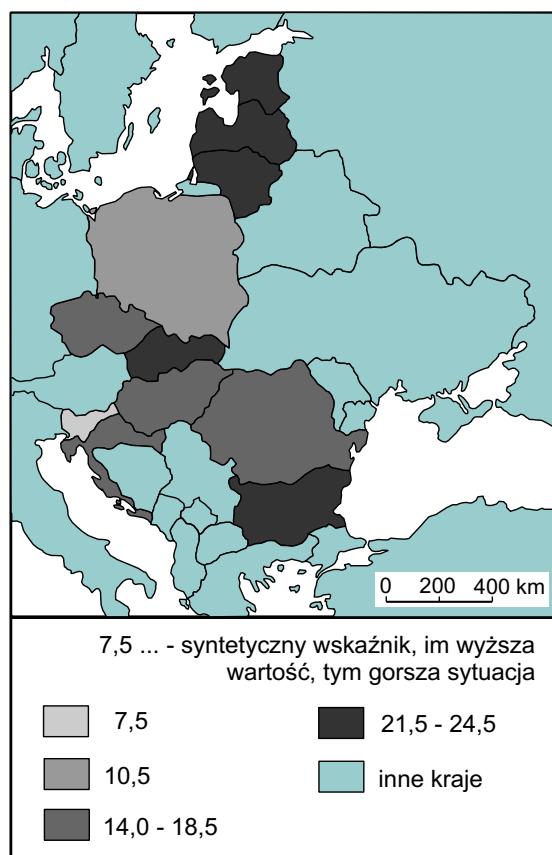 0 200 400 km
7,5 ... - syntetyczny wskaźnik, im wyższa
wartość, tym gorsza sytuacja
7,5
10,5
14,0 - 18,5
21,5 - 24,5
inne kraje